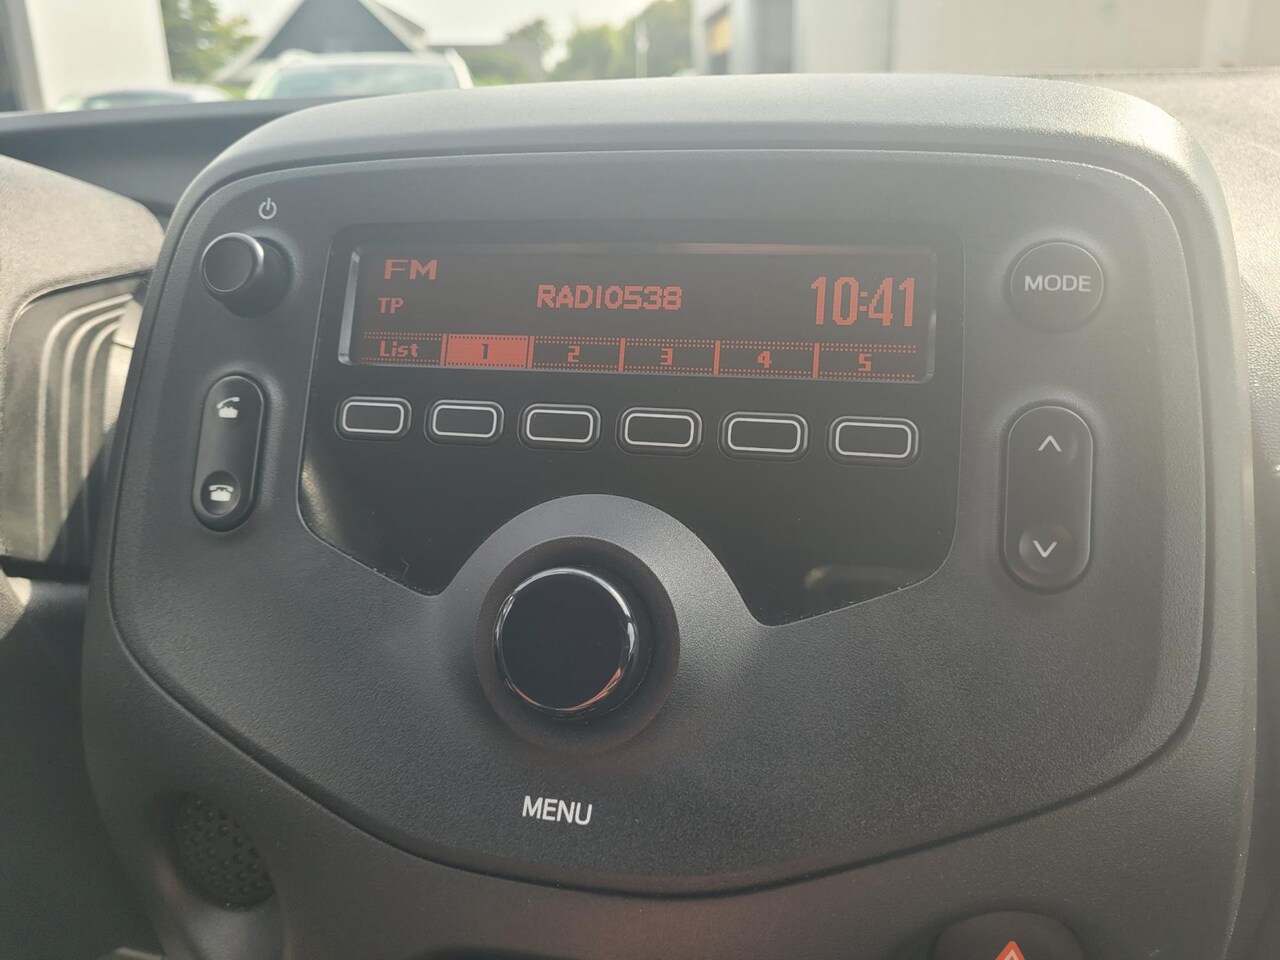 FM
TP
RADIO538
10:41
List 1 2 3 4 5
MODE
MENU